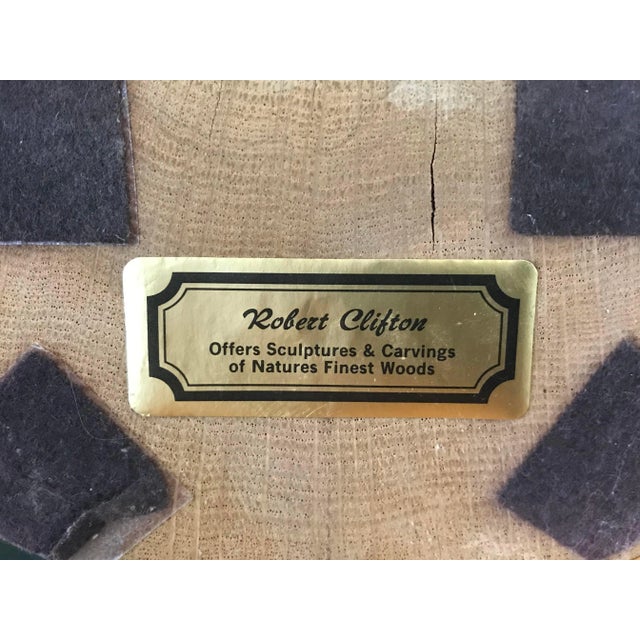 Robert Clifton
Offers Sculptures & Carvings
of Natures Finest Woods